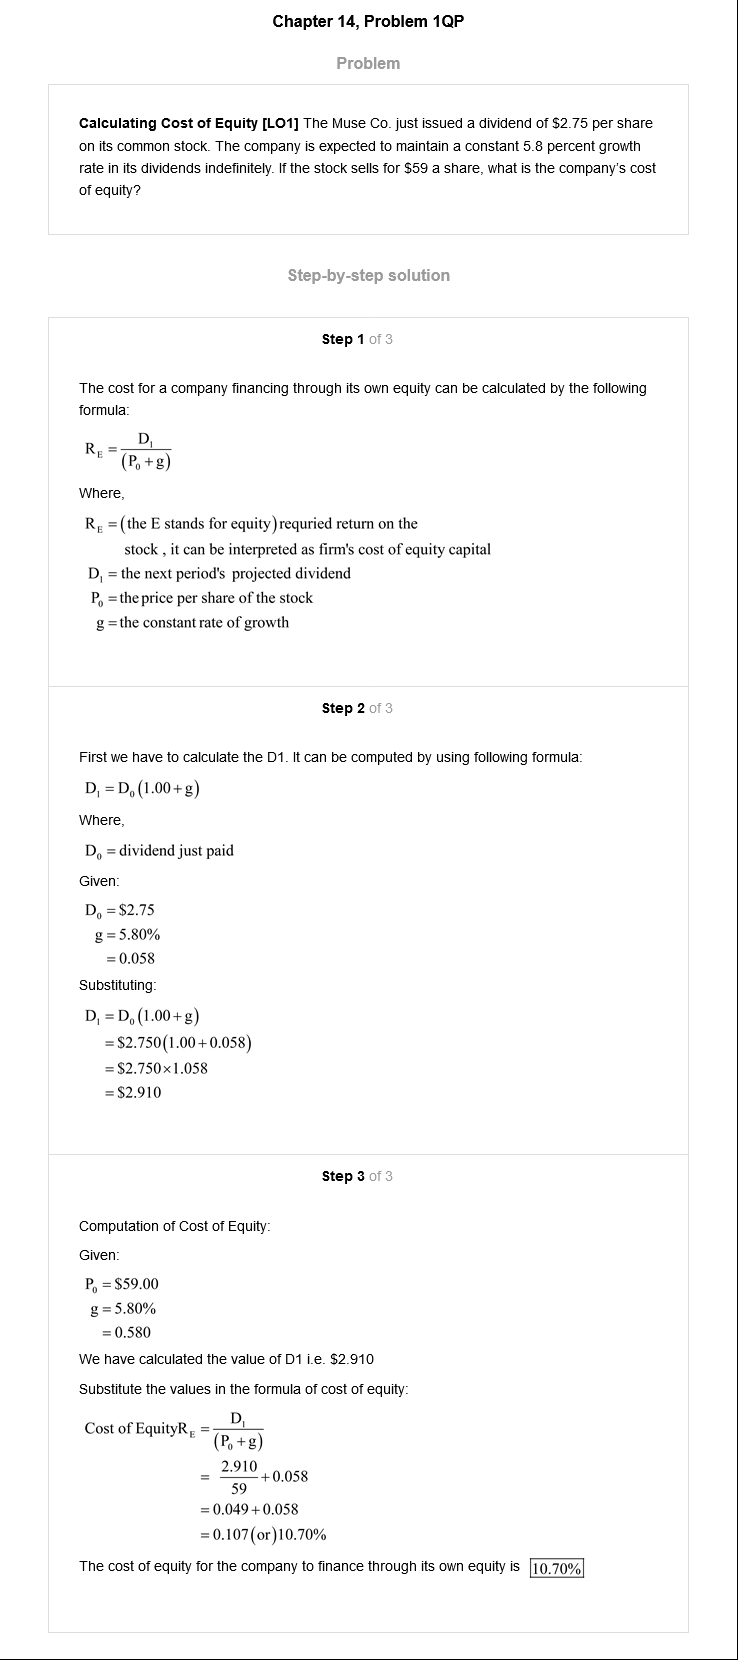 Chapter 14, Problem 1QP
Problem
Calculating Cost of Equity [LO1] The Muse Co. just issued a dividend of $2.75 per share
on its common stock. The company is expected to maintain a constant 5.8 percent growth
rate in its dividends indefinitely. If the stock sells for $59 a share, what is the company's cost
of equity?
Step-by-step solution
Step 1 of 3
The cost for a company financing through its own equity can be calculated by the following
formula:
R_E = D_1 / (P_0 + g)
Where,
R_E = (the E stands for equity) requried return on the
stock , it can be interpreted as firm's cost of equity capital
D_1 = the next period's projected dividend
P_0 = the price per share of the stock
g = the constant rate of growth
Step 2 of 3
First we have to calculate the D1. It can be computed by using following formula:
D_1 = D_0 (1.00 + g)
Where,
D_0 = dividend just paid
Given:
D_0 = $2.75
g = 5.80%
= 0.058
Substituting:
D_1 = D_0 (1.00 + g)
= $2.750 (1.00 + 0.058)
= $2.750 × 1.058
= $2.910
Step 3 of 3
Computation of Cost of Equity:
Given:
P_0 = $59.00
g = 5.80%
= 0.580
We have calculated the value of D1 i.e. $2.910
Substitute the values in the formula of cost of equity:
Cost of EquityR_E = D_1 / (P_0 + g)
= 2.910 / 59 + 0.058
= 0.049 + 0.058
= 0.107 (or) 10.70%
The cost of equity for the company to finance through its own equity is 10.70%